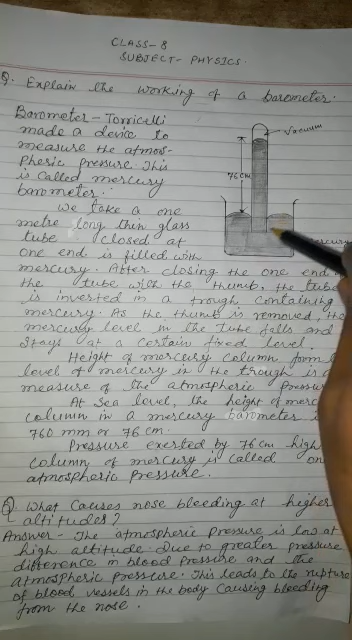 CLASS-8
SUBJECT- PHYSICS.
Q. Explain the working of a barometer.
Barometer - Torricalli
made a device to
measure the atmos-
pheric pressure. This
is called mercury
barometer.
Vacuum
76 CM
mercury
We take a one
metre long thin glass
tube closed at
one end is filled with
mercury. After closing the one end
the tube with the thumb, the tube
is inverted in a trough containing
mercury. As the thumb is removed, the
mercury level in the tube falls and
stays at a certain fixed level.
Height of mercury column form
level of mercury in the trough is a
measure of the atmospheric pressur
At sea level, the height of merc
column in a mercury barometer is
760 mm or 76 cm.
Pressure exerted by 76 cm high
column of mercury is called on
atmospheric pressure.
Q. What causes nose bleeding at higher
altitudes?
Answer - The atmospheric pressure is low at
high altitude. Due to greater pressure
difference in blood pressure and the
atmospheric pressure. This leads to the rupture
of blood vessels in the body causing bleeding
from the nose.